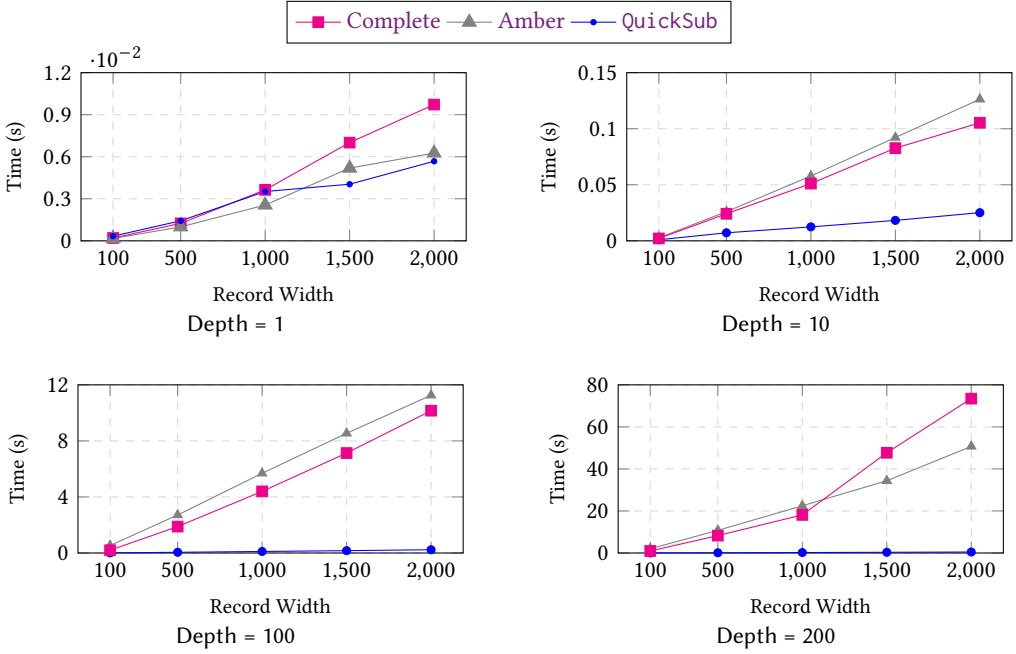 Complete Amber QuickSub
·10⁻²
1.2
0.9
0.6
0.3
0
Time (s)
100 500 1,000 1,500 2,000
Record Width
Depth = 1
0.15
0.1
0.05
0
Time (s)
100 500 1,000 1,500 2,000
Record Width
Depth = 10
12
8
4
0
Time (s)
100 500 1,000 1,500 2,000
Record Width
Depth = 100
80
60
40
20
0
Time (s)
100 500 1,000 1,500 2,000
Record Width
Depth = 200